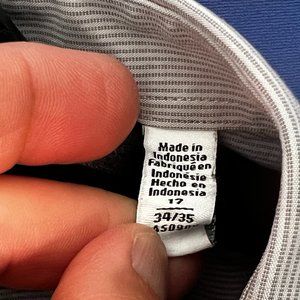 Made in
Indonesia
Fabriqué en
Indonésie
Hecho en
Indonesia
17
34/35